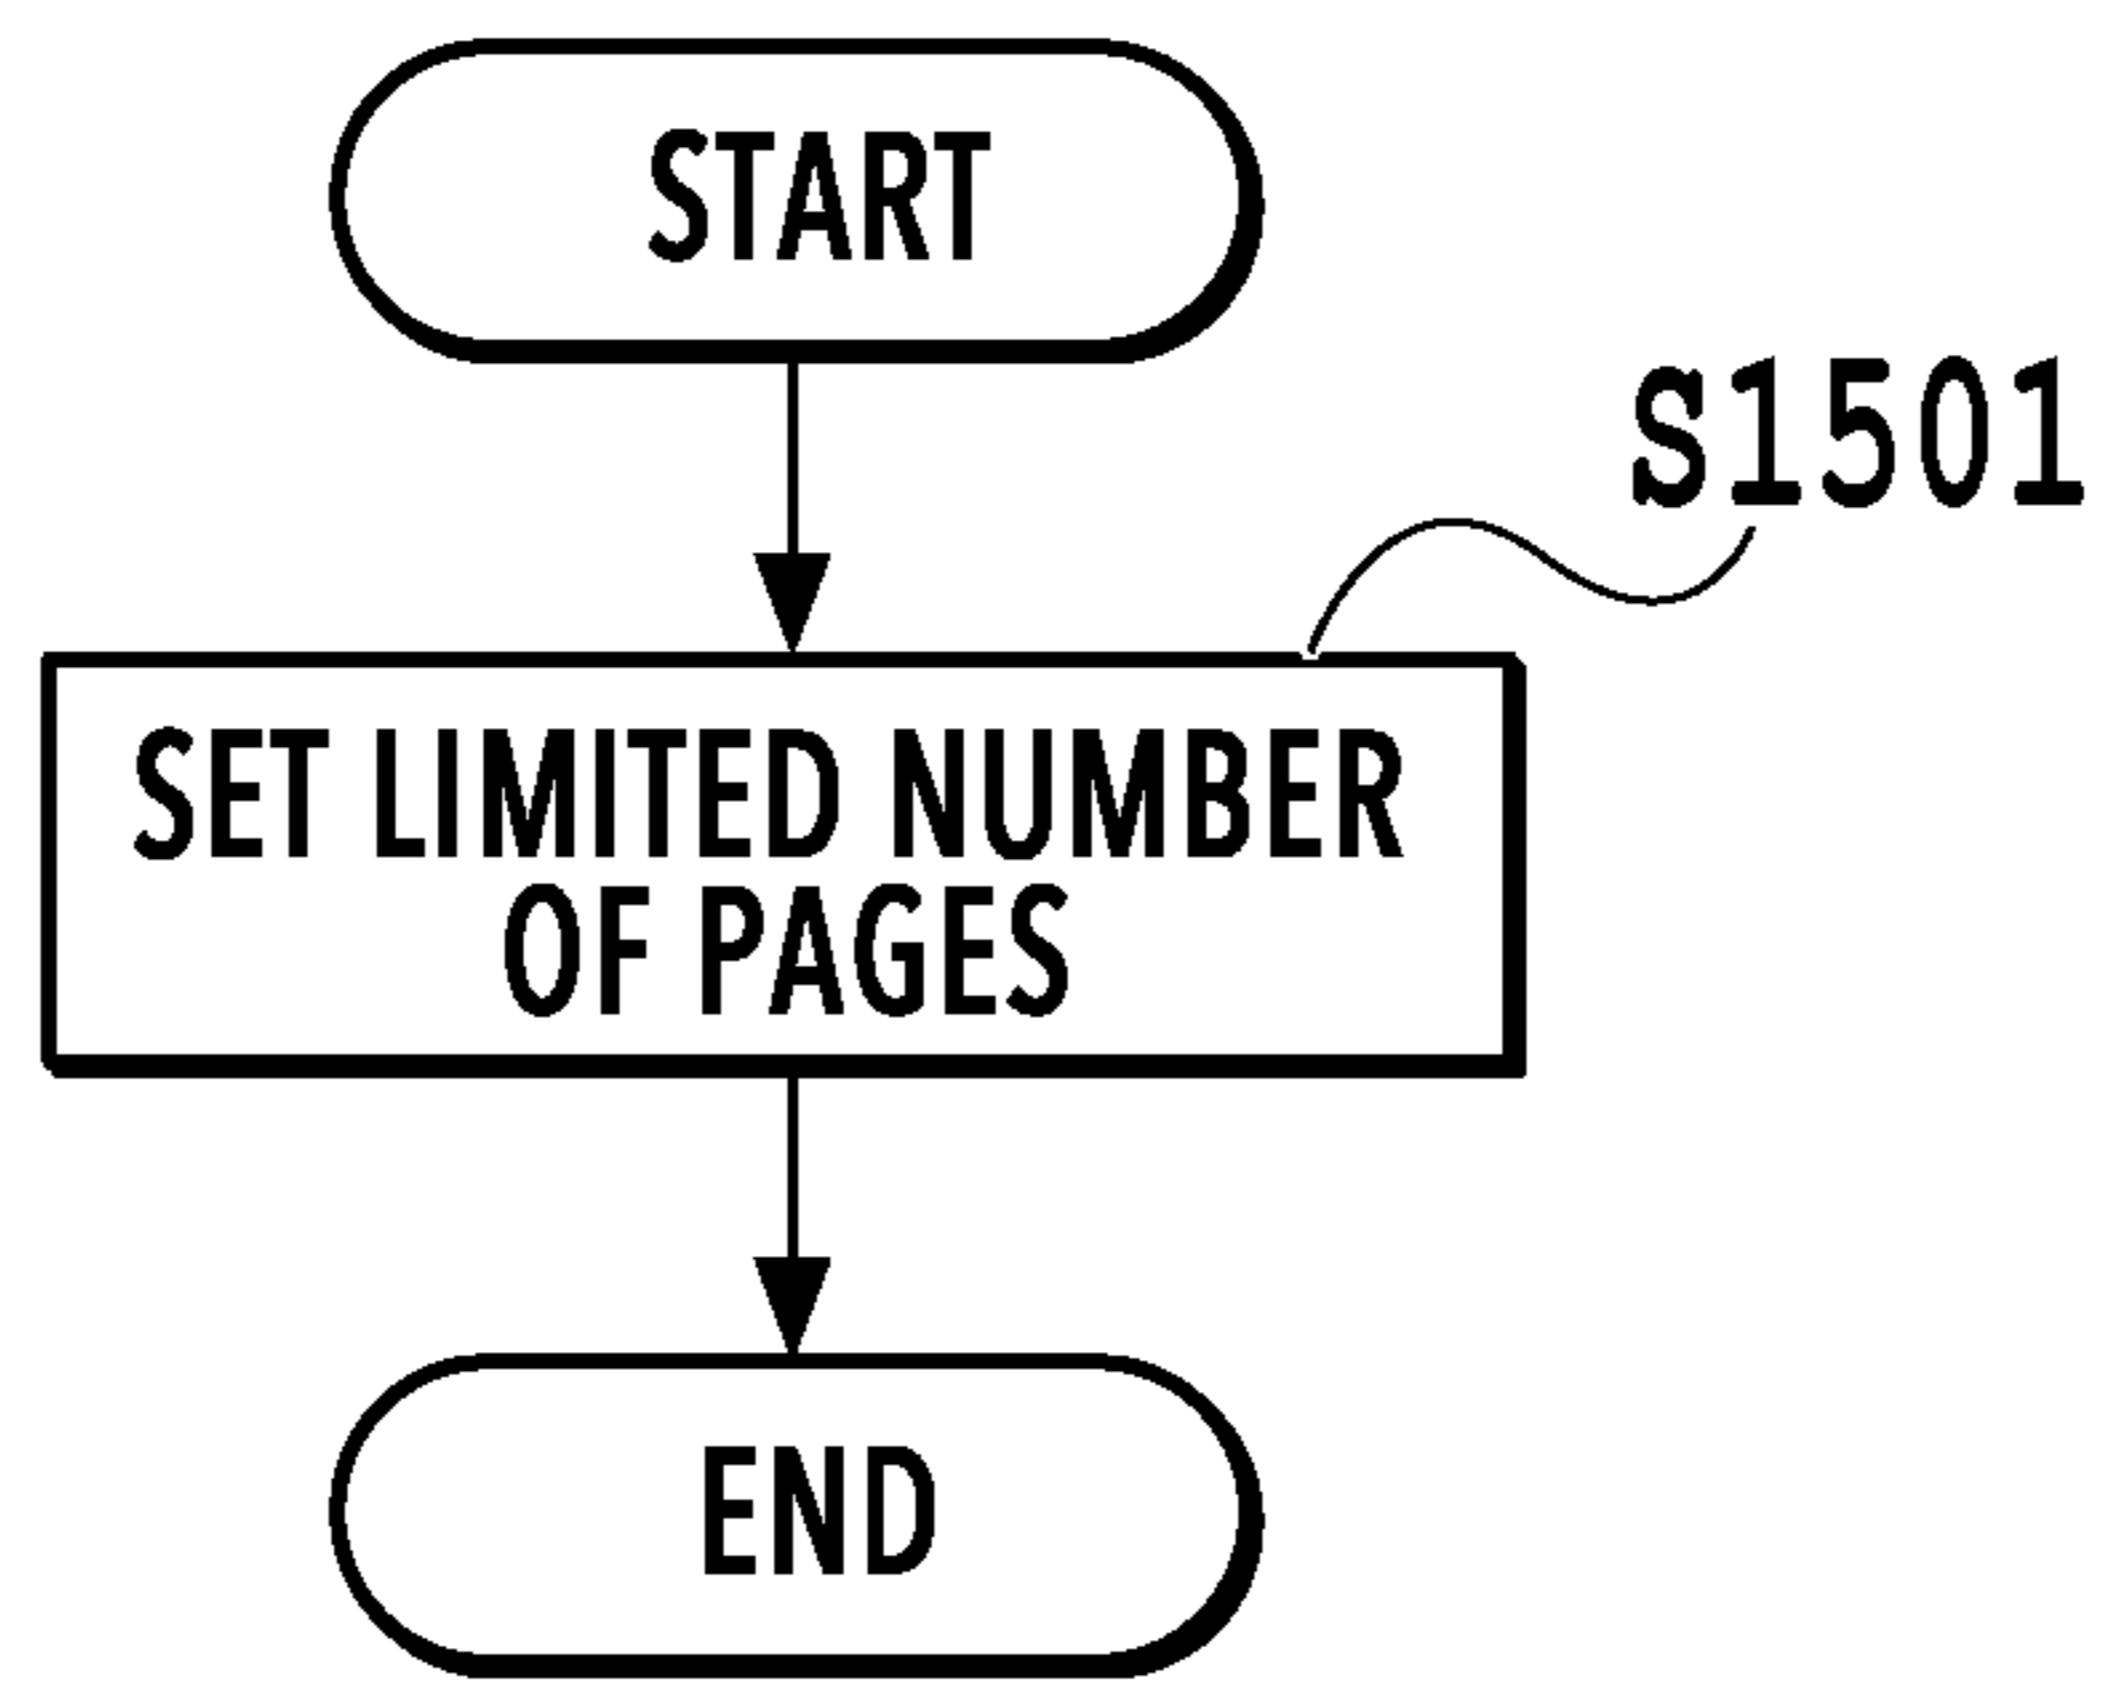 START
S1501
SET LIMITED NUMBER
OF PAGES
END